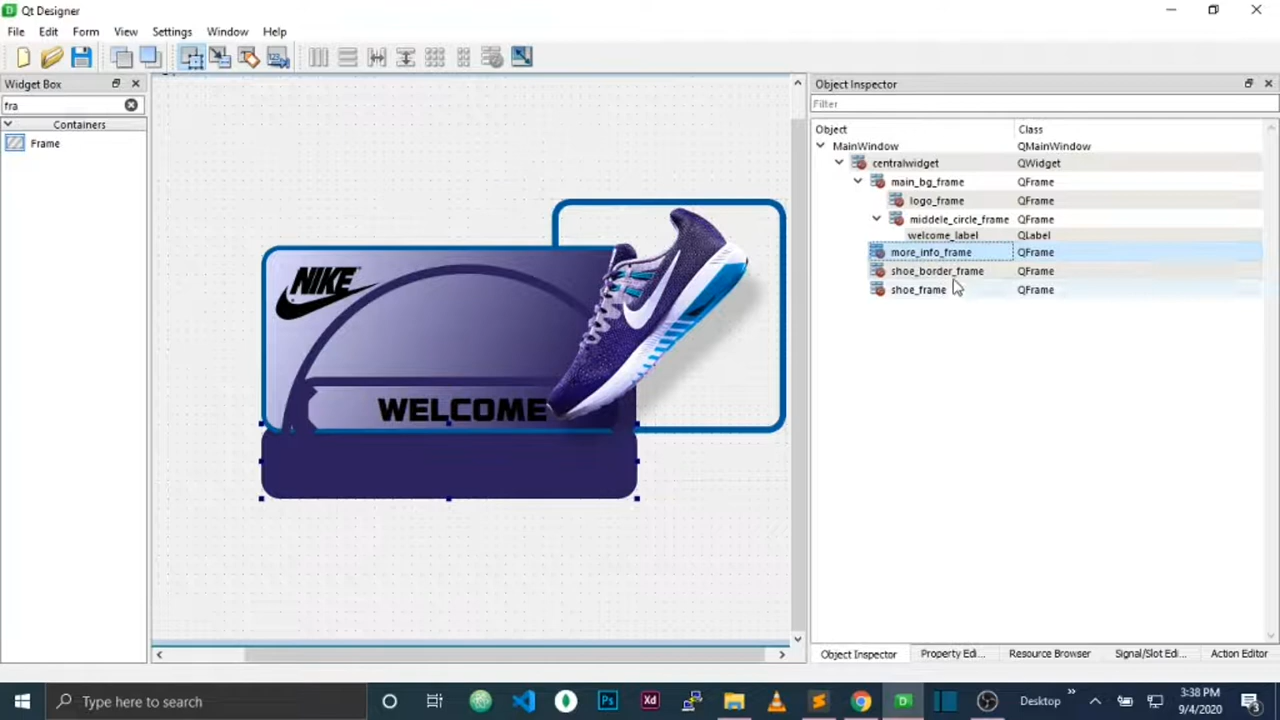 Qt Designer
File Edit Form View Settings Window Help
Widget Box
fra
Containers
Frame
NIKE
WELCOME
Object Inspector
Filter
Object Class
MainWindow QMainWindow
centralwidget QWidget
main_bg_frame QFrame
logo_frame QFrame
middele_circle_frame QFrame
welcome_label QLabel
more_info_frame QFrame
shoe_border_frame QFrame
shoe_frame QFrame
Object Inspector Property Edi... Resource Browser Signal/Slot Edi... Action Editor
Type here to search
Ps
Xd
D
Desktop
3:38 PM
9/4/2020
3